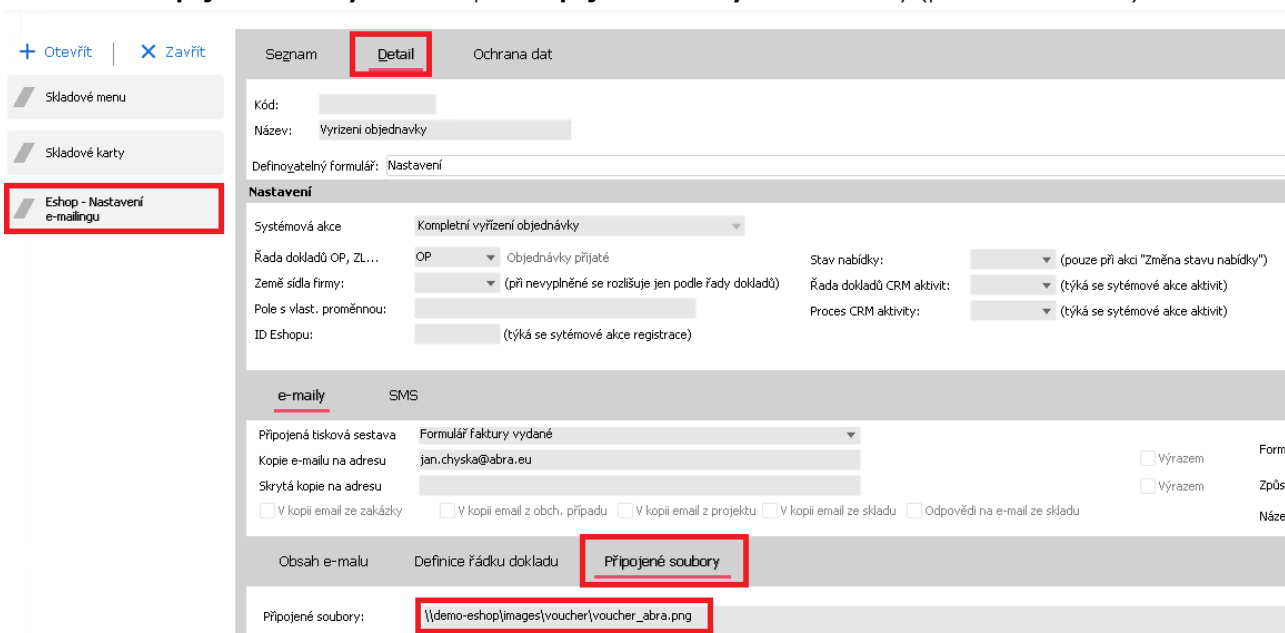 Otevřít Zavřít
Seznam Detail Ochrana dat
Skladové menu
Skladové karty
Eshop - Nastavení
e-mailingu
Kód:
Název: Vyrizeni objednavky
Definovatelný formulář: Nastavení
Nastavení
Systémová akce Kompletní vyřízení objednávky
Řada dokladů OP, ZL... OP Objednávky přijaté
Stav nabídky: (pouze při akci "Změna stavu nabídky")
Země sídla firmy: (při nevyplněné se rozlišuje jen podle řady dokladů)
Řada dokladů CRM aktivit: (týká se sytémové akce aktivit)
Pole s vlast. proměnnou:
Proces CRM aktivity: (týká se sytémové akce aktivit)
ID Eshopu: (týká se sytémové akce registrace)
e-maily SMS
Připojená tisková sestava Formulář faktury vydané
Kopie e-mailu na adresu jan.chyska@abra.eu Výrazem Form
Skrytá kopie na adresu Výrazem Způs
V kopii email ze zakázky V kopii email z obch. případu V kopii email z projektu V kopii email ze skladu Odpovědi na e-mail ze skladu Náze
Obsah e-malu Definice řádku dokladu Připojené soubory
Připojené soubory: \\demo-eshop\images\voucher\voucher_abra.png